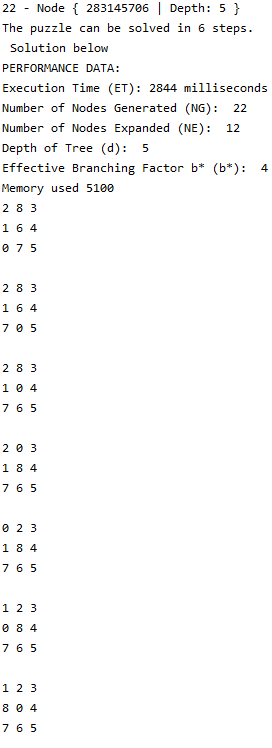 22 - Node { 283145706 | Depth: 5 }
The puzzle can be solved in 6 steps.
Solution below
PERFORMANCE DATA:
Execution Time (ET): 2844 milliseconds
Number of Nodes Generated (NG):  22
Number of Nodes Expanded (NE):  12
Depth of Tree (d):  5
Effective Branching Factor b* (b*):  4
Memory used 5100
2 8 3
1 6 4
0 7 5
2 8 3
1 6 4
7 0 5
2 8 3
1 0 4
7 6 5
2 0 3
1 8 4
7 6 5
0 2 3
1 8 4
7 6 5
1 2 3
0 8 4
7 6 5
1 2 3
8 0 4
7 6 5